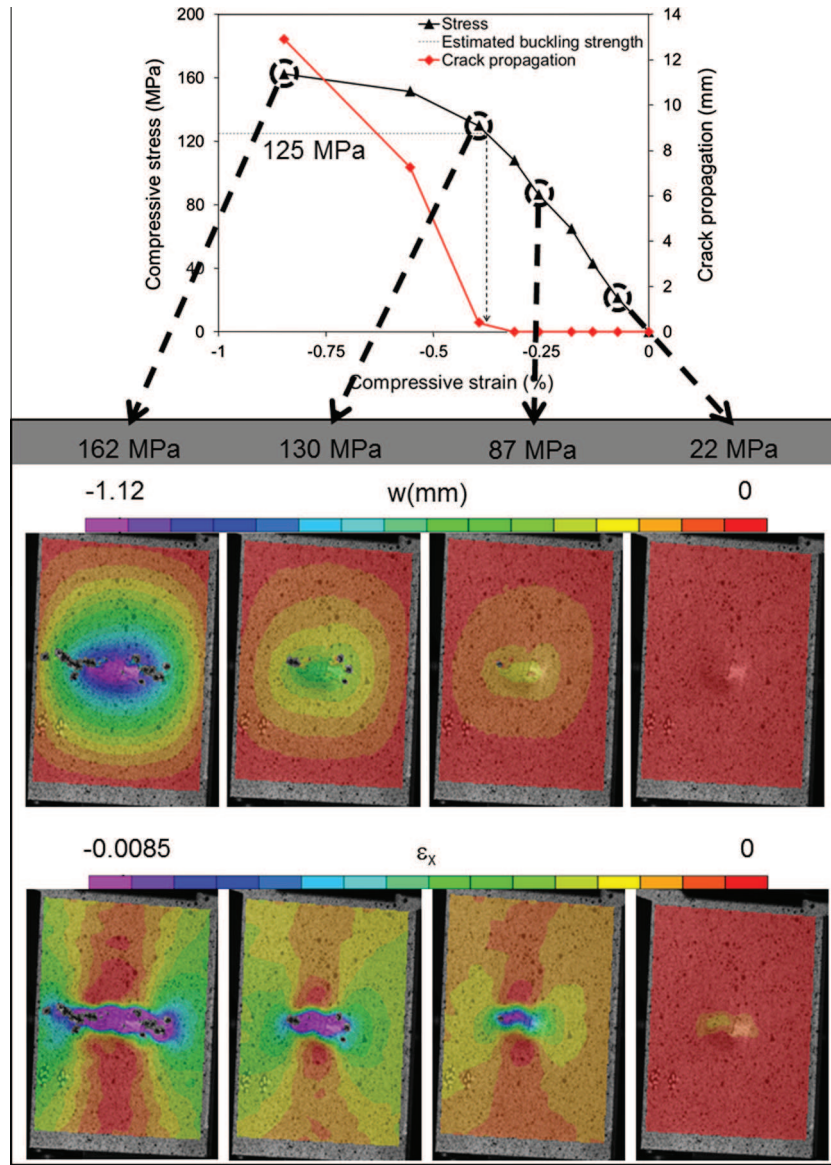 200
160
120
80
40
0
Compressive stress (MPa)
Stress
Estimated buckling strength
Crack propagation
125 MPa
14
12
10
8
6
4
2
0
Crack propagation (mm)
-1
-0.75
-0.5
-0.25
0
Compressive strain (%)
162 MPa
130 MPa
87 MPa
22 MPa
-1.12
w(mm)
0
-0.0085
εx
0